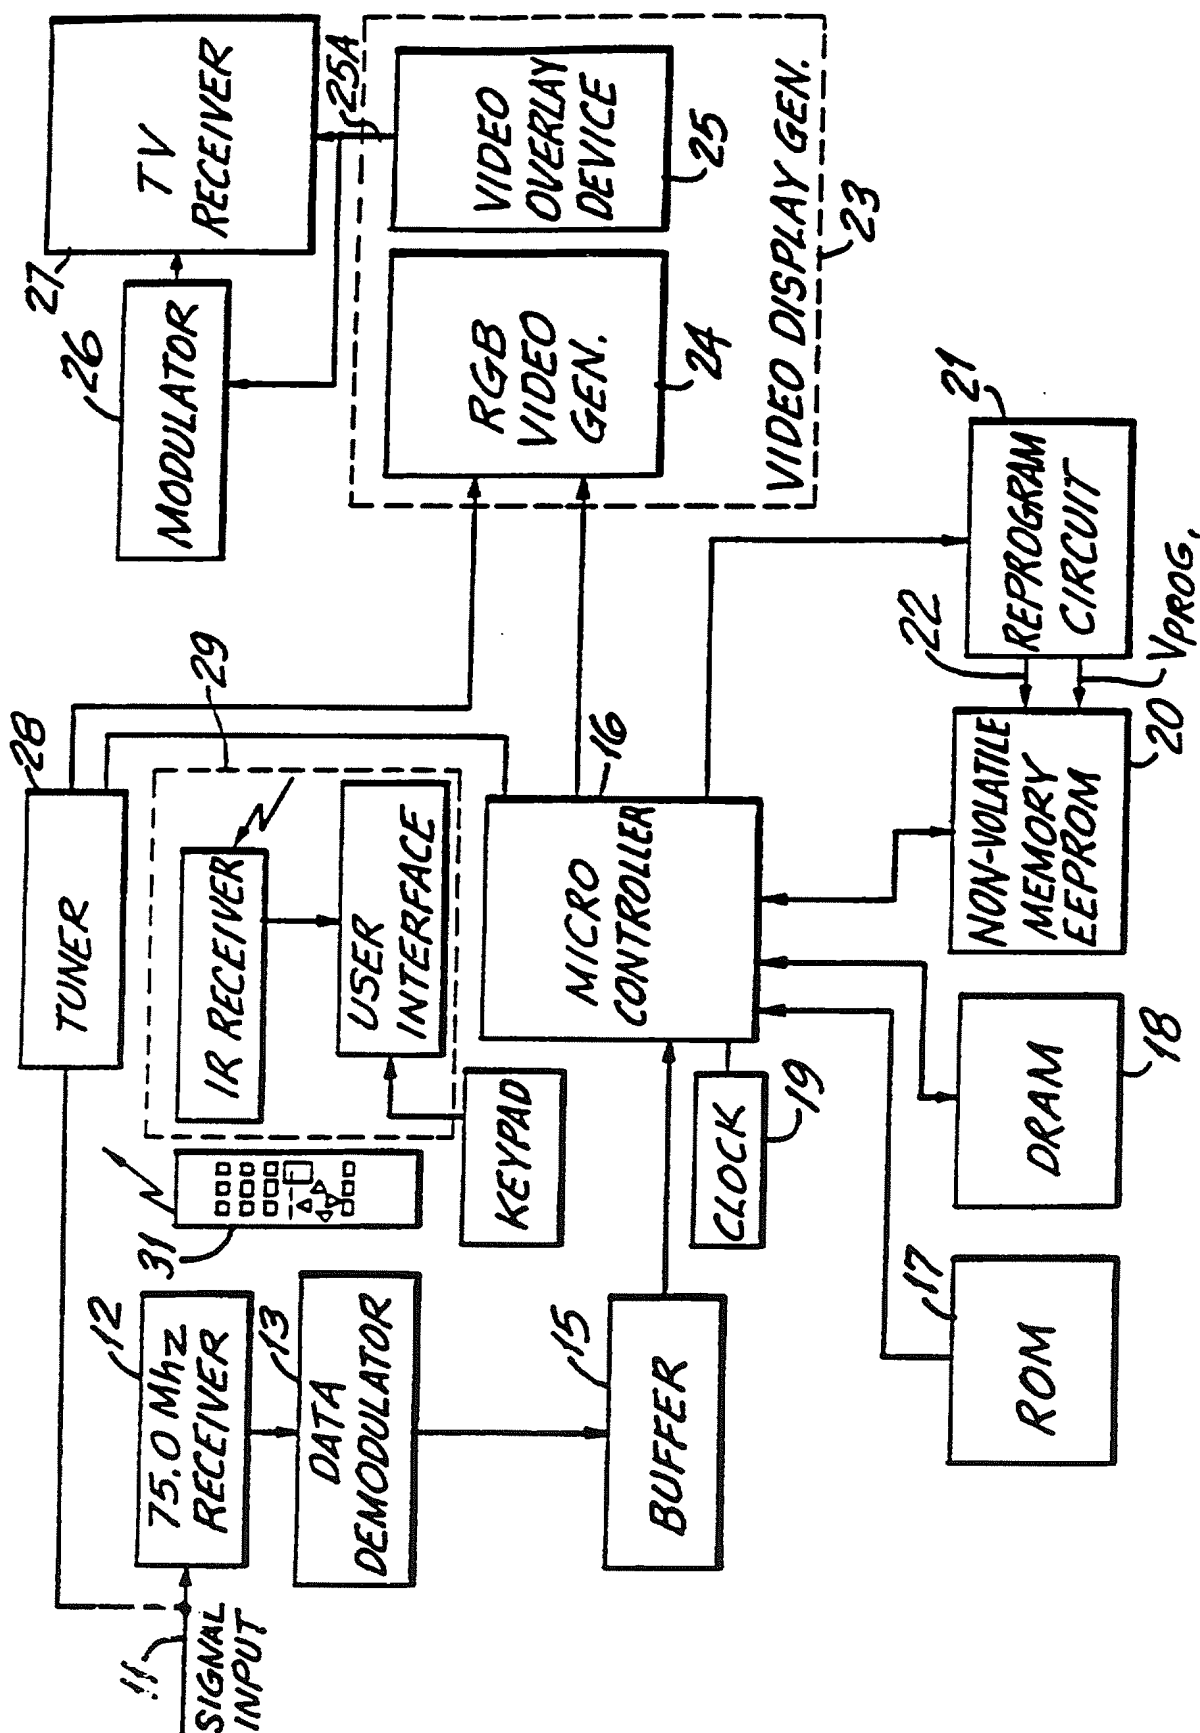 11
SIGNAL
INPUT
12
75.0 Mhz
RECEIVER
13
DATA
DEMODULATOR
15
BUFFER
28
TUNER
31
29
IR RECEIVER
USER
INTERFACE
KEYPAD
16
MICRO
CONTROLLER
CLOCK
19
17
ROM
DRAM
18
NON-VOLATILE
MEMORY
EEPROM
20
22
VPROG.
REPROGRAM
CIRCUIT
21
26
MODULATOR
27
TV
RECEIVER
25A
RGB
VIDEO
GEN.
24
VIDEO
OVERLAY
DEVICE
25
VIDEO DISPLAY GEN.
23